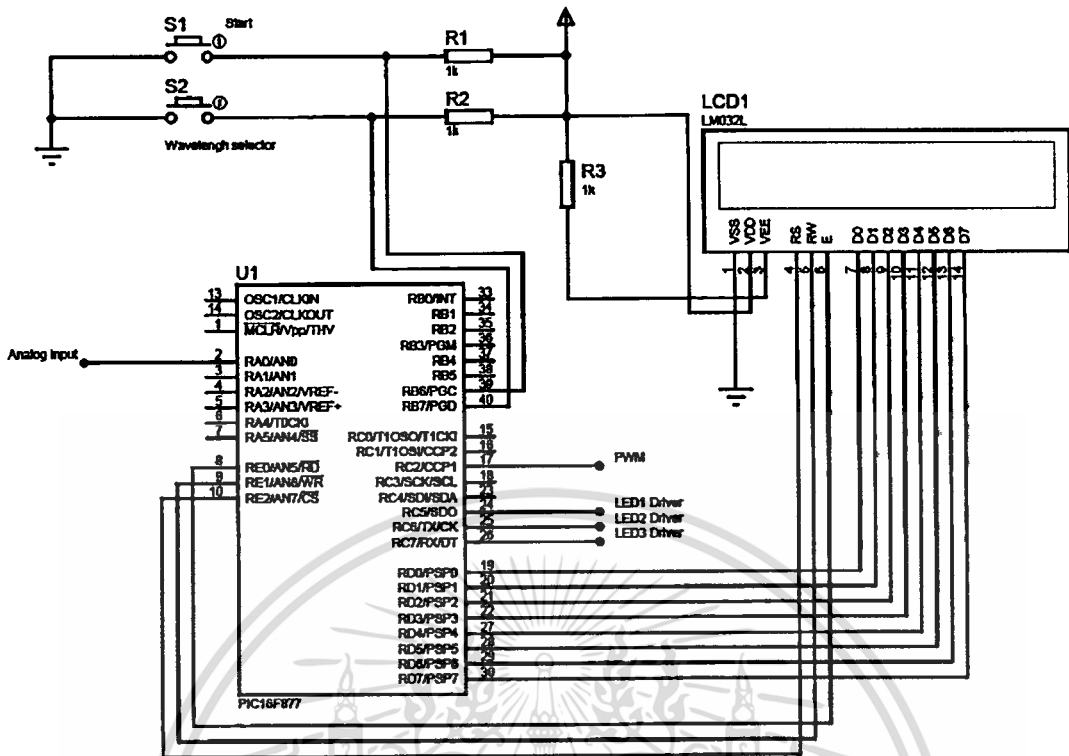 S1
Start
R1
1k
S2
R2
1k
Wavelengh selector
R3
1k
LCD1
LM032L
VSS
VDD
VEE
RS
RW
E
D0
D1
D2
D3
D4
D5
D6
D7
1
2
3
4
5
6
7
8
9
10
11
12
13
14
U1
13 OSC1/CLKIN
14 OSC2/CLKOUT
1 MCLR/Vpp/THV
Analog Input
2 RA0/AN0
3 RA1/AN1
4 RA2/AN2/VREF-
5 RA3/AN3/VREF+
6 RA4/T0CKI
7 RA5/AN4/SS
8 RE0/AN5/RD
9 RE1/AN6/WR
10 RE2/AN7/CS
RB0/INT 33
RB1 34
RB2 35
RB3/PGM 36
RB4 37
RB5 38
RB6/PGC 39
RB7/PGD 40
RC0/T1OSO/T1CKI 15
RC1/T1OSI/CCP2 16
RC2/CCP1 17
PWM
RC3/SCK/SCL 18
RC4/SDI/SDA 23
RC5/SDO 24
LED1 Driver
RC6/TX/CK 25
LED2 Driver
RC7/RX/DT 26
LED3 Driver
RD0/PSP0 19
RD1/PSP1 20
RD2/PSP2 21
RD3/PSP3 22
RD4/PSP4 27
RD5/PSP5 28
RD6/PSP6 29
RD7/PSP7 30
PIC16F877